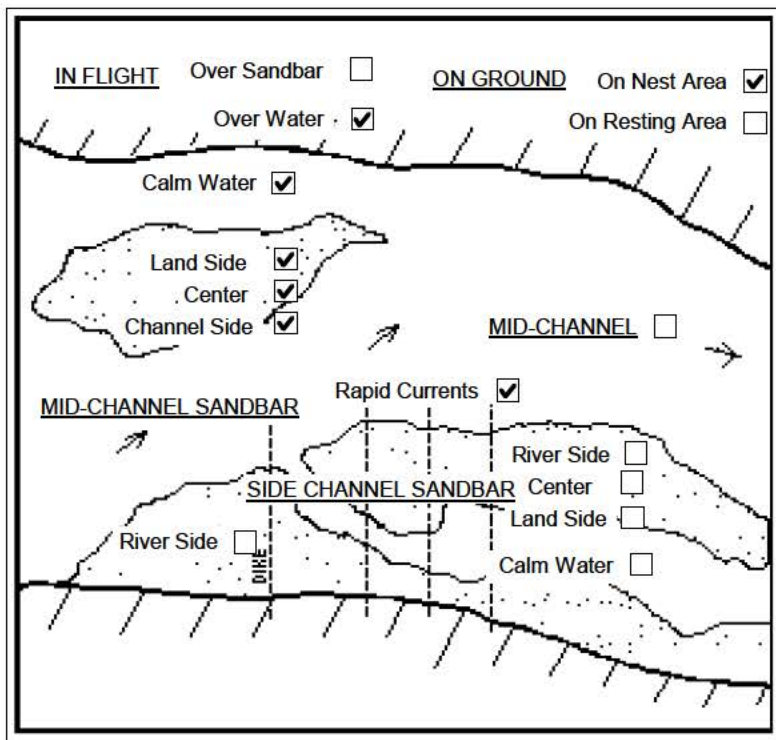 IN FLIGHT
Over Sandbar
ON GROUND
On Nest Area
Over Water
On Resting Area
Calm Water
Land Side
Center
Channel Side
MID-CHANNEL
Rapid Currents
MID-CHANNEL SANDBAR
River Side
SIDE CHANNEL SANDBAR
Center
Land Side
River Side
DIKE
Calm Water